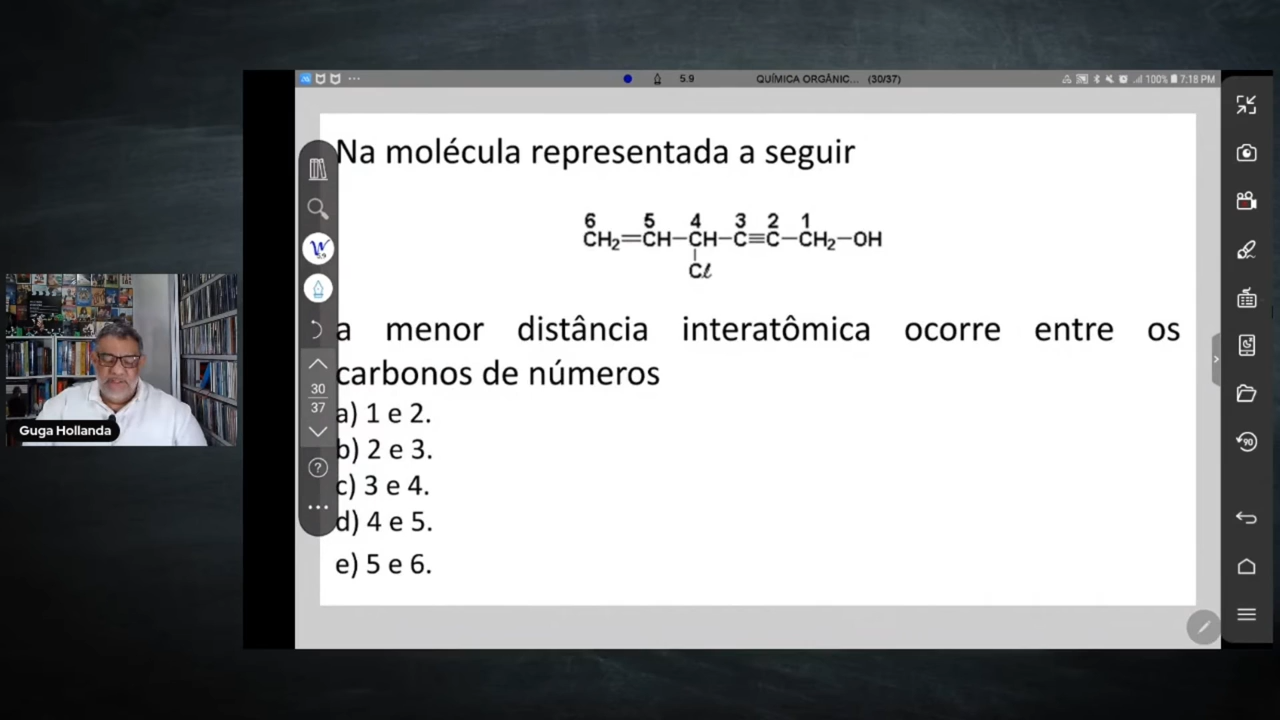 5.9 QUÍMICA ORGÂNIC... (30/37) 100% 7:18 PM
Na molécula representada a seguir
6 5 4 3 2 1
CH₂=CH–CH–C≡C–CH₂–OH
Cℓ
a menor distância interatômica ocorre entre os
carbonos de números
a) 1 e 2.
b) 2 e 3.
c) 3 e 4.
d) 4 e 5.
e) 5 e 6.
30
37
Guga Hollanda
90